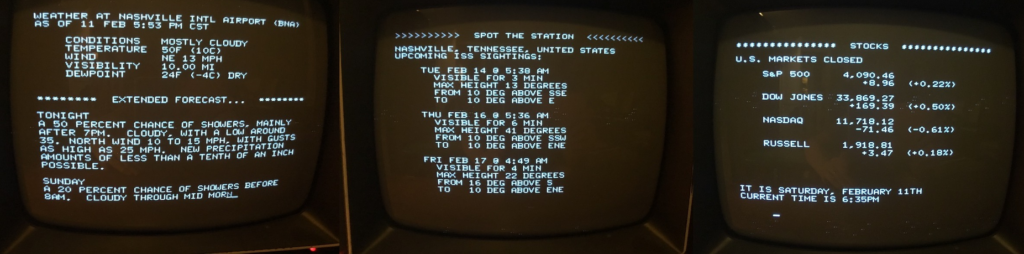 WEATHER AT NASHVILLE INTL AIRPORT (BNA)
AS OF 11 FEB 5:53 PM CST
CONDITIONS MOSTLY CLOUDY
TEMPERATURE 50F (10C)
WIND NE 13 MPH
VISIBILITY 10.00 MI
DEWPOINT 24F (-4C) DRY
********* EXTENDED FORECAST... *******
TONIGHT
A 50 PERCENT CHANCE OF SHOWERS, MAINLY
AFTER 7PM. CLOUDY, WITH A LOW AROUND
35. NORTH WIND 10 TO 15 MPH, WITH GUSTS
AS HIGH AS 25 MPH. NEW PRECIPITATION
AMOUNTS OF LESS THAN A TENTH OF AN INCH
POSSIBLE.
SUNDAY
A 20 PERCENT CHANCE OF SHOWERS BEFORE
8AM. CLOUDY THROUGH MID MORN_
>>>>>>>>>>> SPOT THE STATION <<<<<<<<<<<
NASHVILLE, TENNESSEE, UNITED STATES
UPCOMING ISS SIGHTINGS:
TUE FEB 14 @ 5:38 AM
VISIBLE FOR 3 MIN
MAX HEIGHT 13 DEGREES
FROM 10 DEG ABOVE SSE
TO 10 DEG ABOVE E
THU FEB 16 @ 5:36 AM
VISIBLE FOR 6 MIN
MAX HEIGHT 41 DEGREES
FROM 10 DEG ABOVE SSW
TO 10 DEG ABOVE ENE
FRI FEB 17 @ 4:49 AM
VISIBLE FOR 4 MIN
MAX HEIGHT 22 DEGREES
FROM 16 DEG ABOVE S
TO 10 DEG ABOVE ENE
**************** STOCKS ***************
U.S. MARKETS CLOSED
S&P 500 4,090.46
+8.96 (+0.22%)
DOW JONES 33,869.27
+169.39 (+0.50%)
NASDAQ 11,718.12
-71.46 (-0.61%)
RUSSELL 1,918.81
+3.47 (+0.18%)
IT IS SATURDAY, FEBRUARY 11TH
CURRENT TIME IS 6:35PM
_